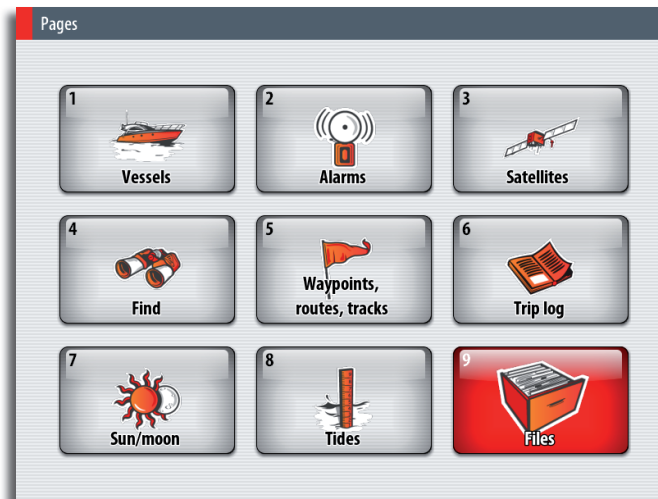 Pages
1
Vessels
2
Alarms
3
Satellites
4
Find
5
Waypoints,
routes, tracks
6
Trip log
7
Sun/moon
8
Tides
9
Files